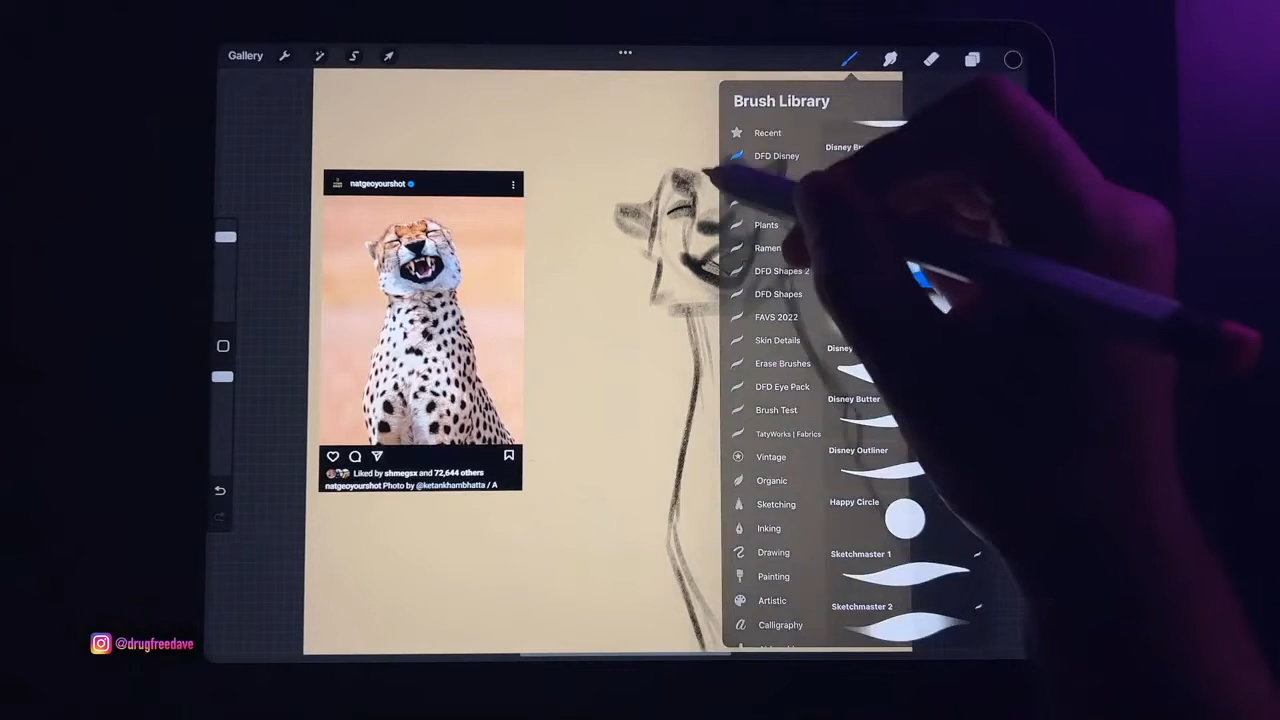 Gallery
Brush Library
Recent
DFD Disney
Plants
Ramen
DFD Shapes 2
DFD Shapes
FAVS 2022
Skin Details
Erase Brushes
DFD Eye Pack
Brush Test
TatyWorks | Fabrics
Vintage
Organic
Sketching
Inking
Drawing
Painting
Artistic
Calligraphy
Disney
Disney
Disney Butter
Disney Outliner
Happy Circle
Sketchmaster 1
Sketchmaster 2
natgeoyourshot
Liked by shmegsx and 72,644 others
natgeoyourshot Photo by @ketankhambhatta / A
@drugfreedave